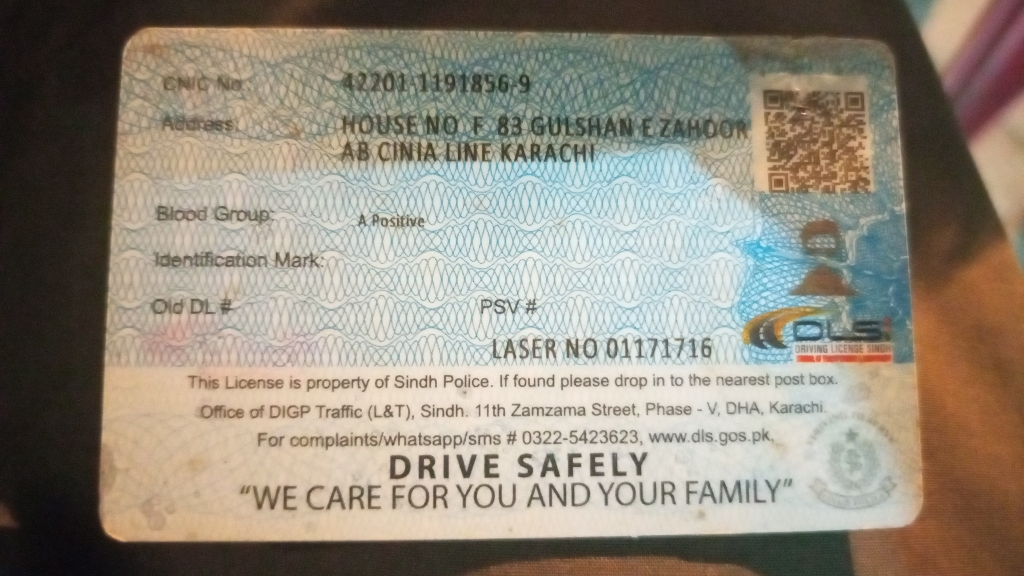 CNIC No 42201-1191856-9
Address: HOUSE NO F 83 GULSHAN E ZAHOOR
AB CINIA LINE KARACHI
Blood Group: A Positive
Identification Mark:
Old DL # PSV #
DLS
DRIVING LICENSE SINDH
LASER NO 01171716
This License is property of Sindh Police. If found please drop in to the nearest post box.
Office of DIGP Traffic (L&T), Sindh. 11th Zamzama Street, Phase - V, DHA, Karachi.
For complaints/whatsapp/sms # 0322-5423623, www.dls.gos.pk,
DRIVE SAFELY
“WE CARE FOR YOU AND YOUR FAMILY”